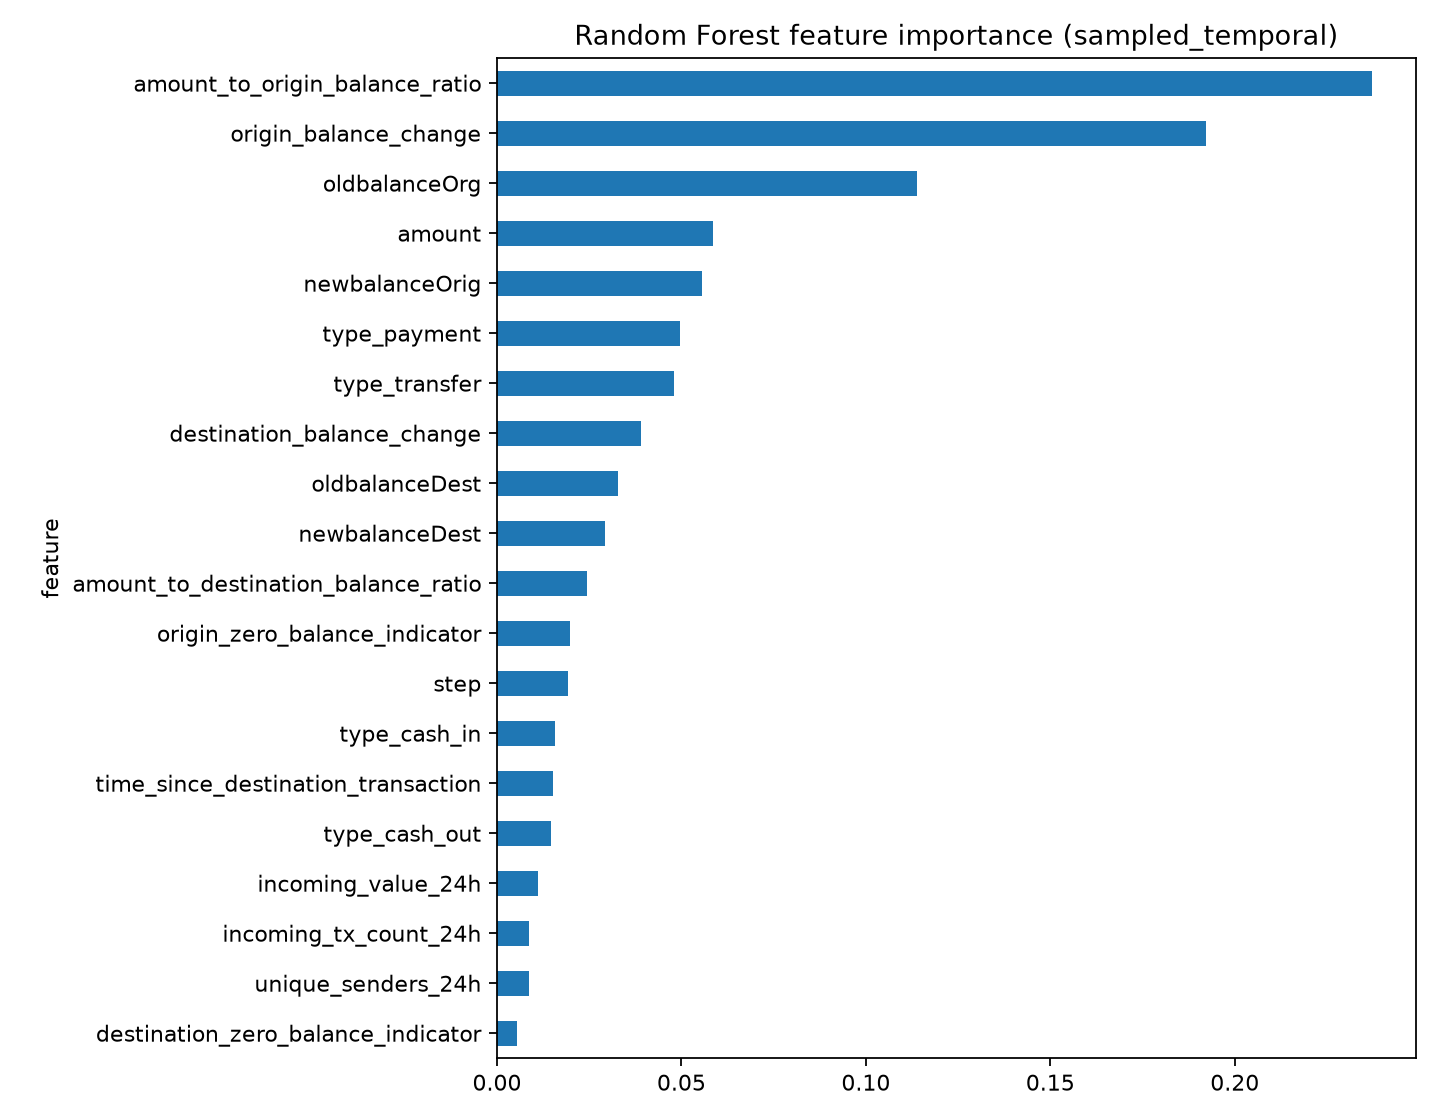 Random Forest feature importance (sampled_temporal)
amount_to_origin_balance_ratio
origin_balance_change
oldbalanceOrg
amount
newbalanceOrig
type_payment
type_transfer
destination_balance_change
oldbalanceDest
newbalanceDest
amount_to_destination_balance_ratio
origin_zero_balance_indicator
step
type_cash_in
time_since_destination_transaction
type_cash_out
incoming_value_24h
incoming_tx_count_24h
unique_senders_24h
destination_zero_balance_indicator
feature
0.00 0.05 0.10 0.15 0.20